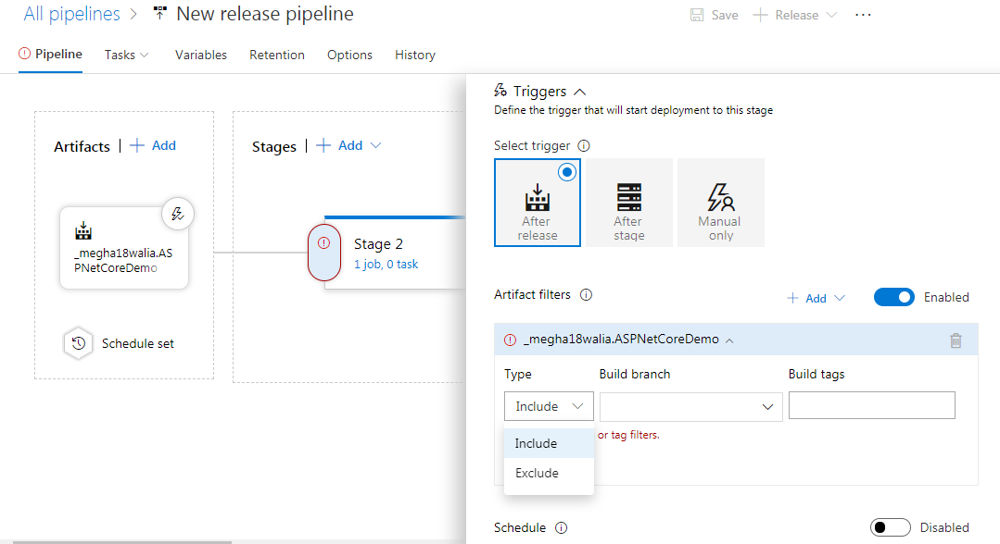 All pipelines > New release pipeline
Save + Release ...
Pipeline Tasks Variables Retention Options History
Artifacts | + Add
Stages | + Add
_megha18walia.AS
PNetCoreDemo
Schedule set
Stage 2
1 job, 0 task
Triggers
Define the trigger that will start deployment to this stage
Select trigger
After
release
After
stage
Manual
only
Artifact filters + Add Enabled
_megha18walia.ASPNetCoreDemo
Type Build branch Build tags
Include
or tag filters.
Include
Exclude
Schedule Disabled